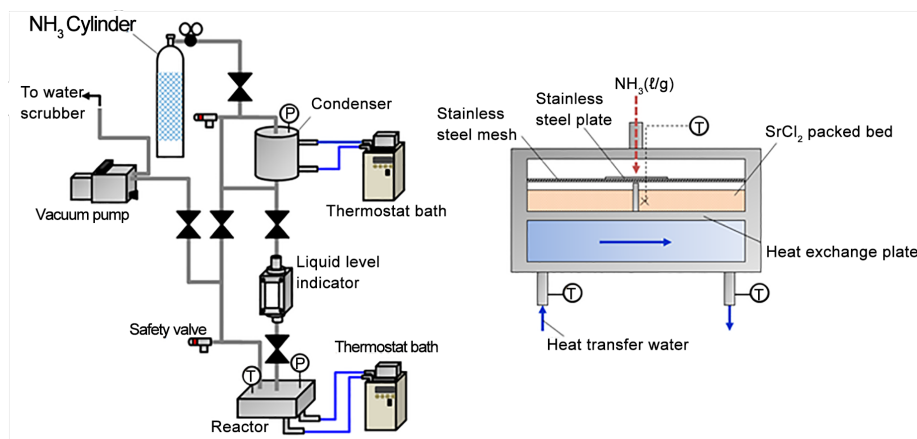 NH₃ Cylinder
To water
scrubber
P
Condenser
Vacuum pump
Thermostat bath
Liquid level
indicator
Safety valve
Thermostat bath
T
P
Reactor
NH₃(ℓ/g)
Stainless
steel mesh
Stainless
steel plate
T
SrCl₂ packed bed
Heat exchange plate
T
T
Heat transfer water